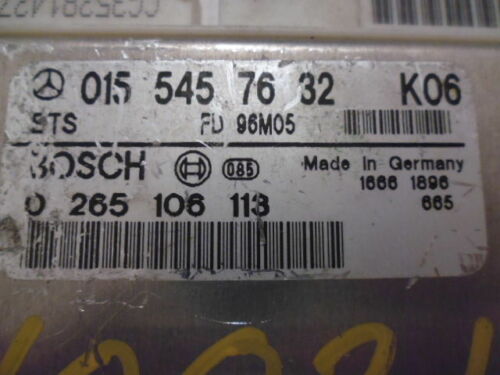 015 545 76 32 K06
ETS FD 96M05
BOSCH 085 Made in Germany
1666 1896
0 265 106 113 665